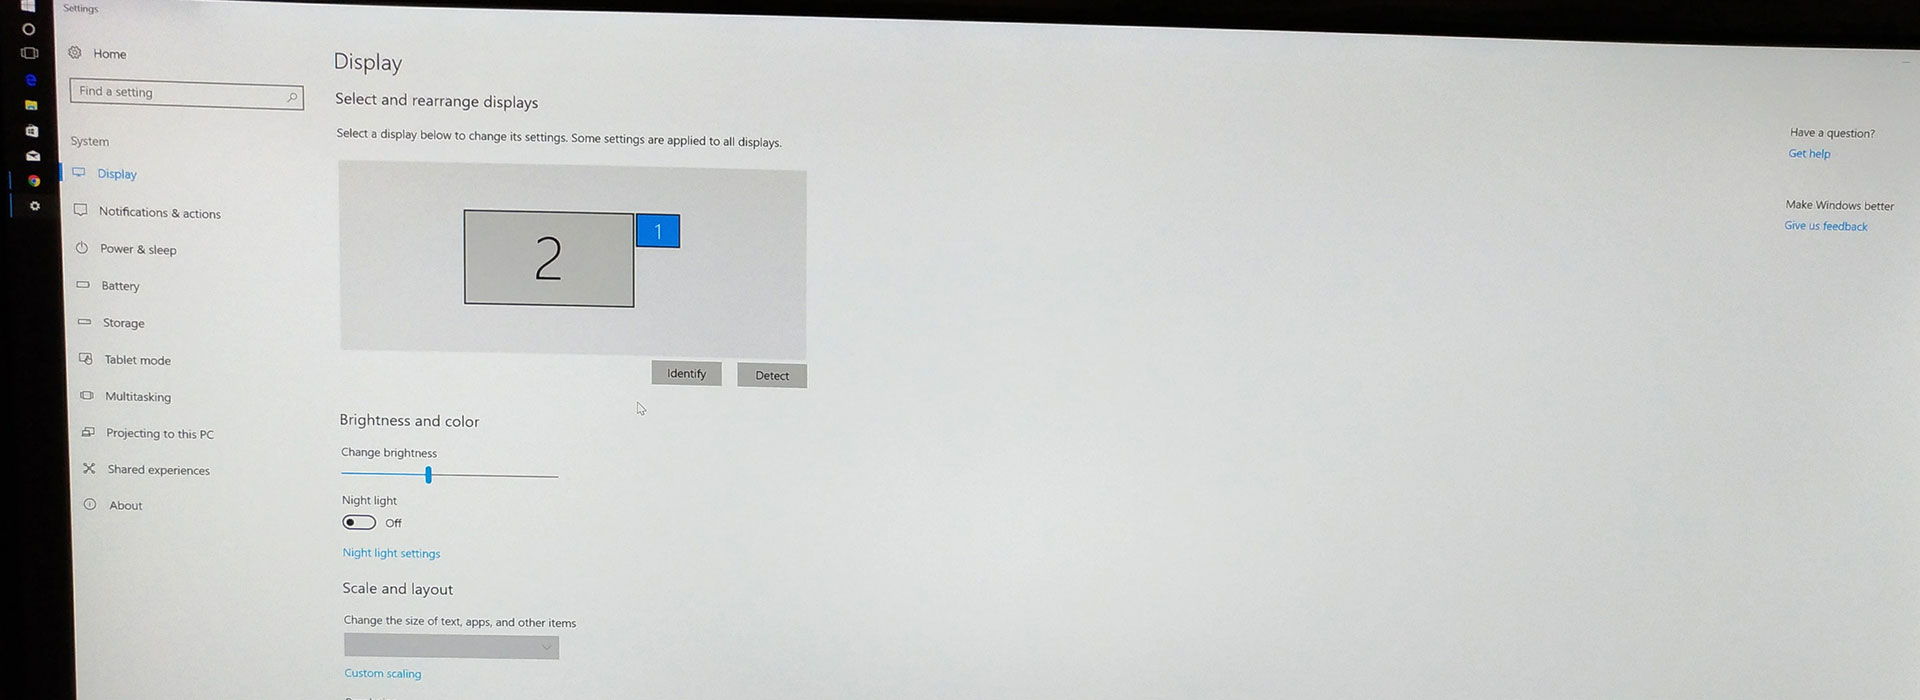 Settings
Home
Find a setting
System
Display
Notifications & actions
Power & sleep
Battery
Storage
Tablet mode
Multitasking
Projecting to this PC
Shared experiences
About
Display
Select and rearrange displays
Select a display below to change its settings. Some settings are applied to all displays.
2
1
Identify
Detect
Brightness and color
Change brightness
Night light
Off
Night light settings
Scale and layout
Change the size of text, apps, and other items
Custom scaling
Have a question?
Get help
Make Windows better
Give us feedback